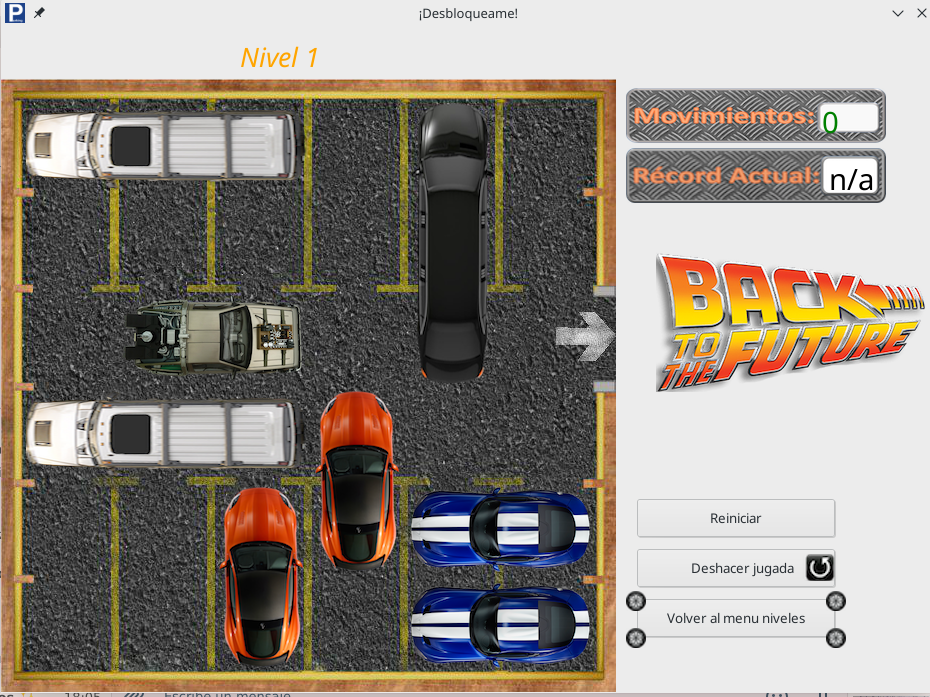 P
¡Desbloqueame!
Nivel 1
Movimientos: 0
Récord Actual: n/a
BACK
TO
THE FUTURE
Reiniciar
Deshacer jugada
Volver al menu niveles
18:05 Escribe un mensaje